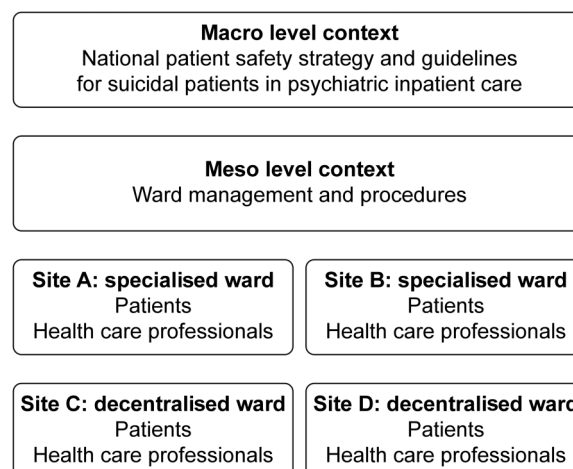 Macro level context
National patient safety strategy and guidelines
for suicidal patients in psychiatric inpatient care
Meso level context
Ward management and procedures
Site A: specialised ward
Patients
Health care professionals
Site B: specialised ward
Patients
Health care professionals
Site C: decentralised ward
Patients
Health care professionals
Site D: decentralised ward
Patients
Health care professionals